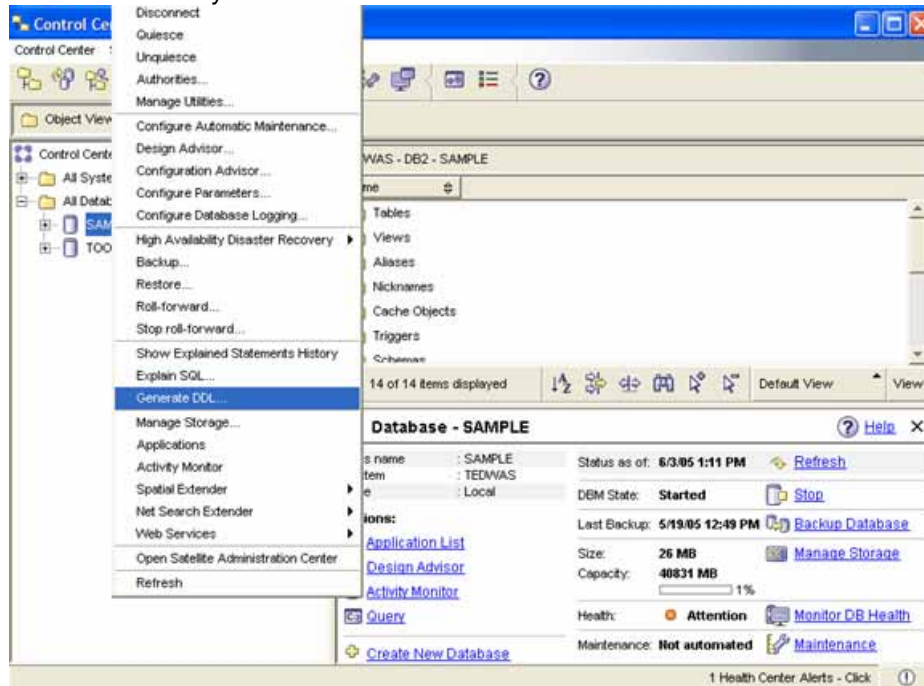 Control Ce
Control Center
Object View
Control Cente
All Syste
All Datab
SAM
TOO
Disconnect
Quiesce
Unquiesce
Authorities...
Manage Utilities...
Configure Automatic Maintenance...
Design Advisor...
Configuration Advisor...
Configure Parameters...
Configure Database Logging...
High Availability Disaster Recovery
Backup...
Restore...
Roll-forward...
Stop roll-forward...
Show Explained Statements History
Explain SQL...
Generate DDL...
Manage Storage...
Applications
Activity Monitor
Spatial Extender
Net Search Extender
Web Services
Open Satellite Administration Center
Refresh
WAS - DB2 - SAMPLE
me
Tables
Views
Aliases
Nicknames
Cache Objects
Triggers
Schemas
14 of 14 items displayed
Default View
View
Database - SAMPLE
Help
s name : SAMPLE
tem : TEDWAS
e : Local
ions:
Application List
Design Advisor
Activity Monitor
Query
Create New Database
Status as of: 6/3/05 1:11 PM Refresh
DBM State: Started Stop
Last Backup: 5/19/05 12:49 PM Backup Database
Size: 26 MB Manage Storage
Capacity: 40831 MB
1%
Health: Attention Monitor DB Health
Maintenance: Not automated Maintenance
1 Health Center Alerts - Click